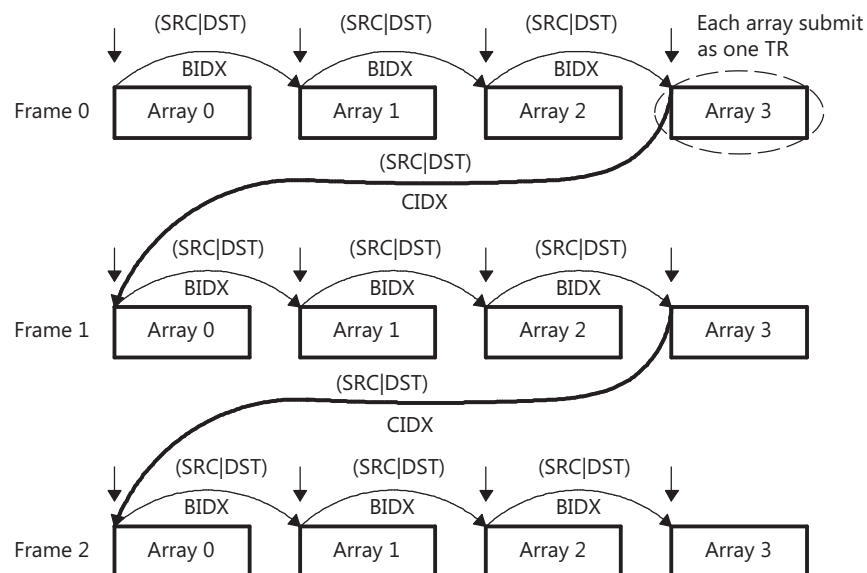 (SRC|DST) (SRC|DST) (SRC|DST) Each array submit
as one TR
BIDX BIDX BIDX
Frame 0 Array 0 Array 1 Array 2 Array 3
(SRC|DST)
CIDX
(SRC|DST) (SRC|DST) (SRC|DST)
BIDX BIDX BIDX
Frame 1 Array 0 Array 1 Array 2 Array 3
(SRC|DST)
CIDX
(SRC|DST) (SRC|DST) (SRC|DST)
BIDX BIDX BIDX
Frame 2 Array 0 Array 1 Array 2 Array 3